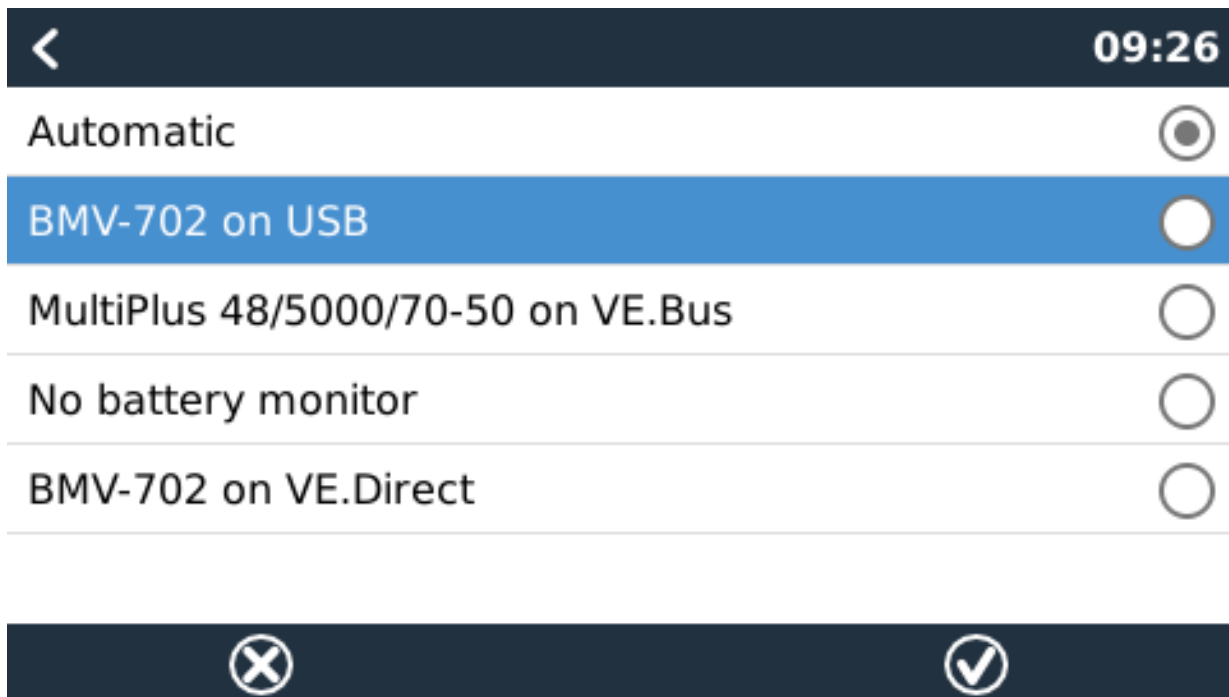 09:26
Automatic
BMV-702 on USB
MultiPlus 48/5000/70-50 on VE.Bus
No battery monitor
BMV-702 on VE.Direct